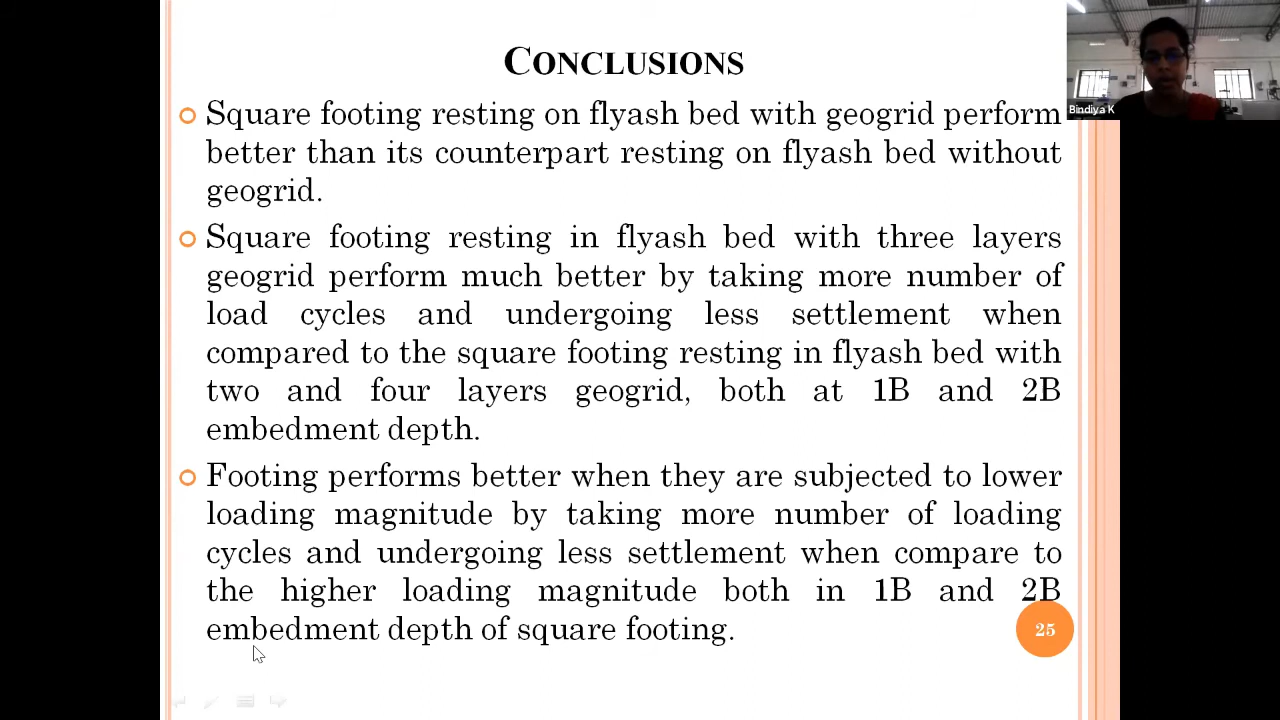 CONCLUSIONS
Bindiya K
Square footing resting on flyash bed with geogrid perform
better than its counterpart resting on flyash bed without
geogrid.
Square footing resting in flyash bed with three layers
geogrid perform much better by taking more number of
load cycles and undergoing less settlement when
compared to the square footing resting in flyash bed with
two and four layers geogrid, both at 1B and 2B
embedment depth.
Footing performs better when they are subjected to lower
loading magnitude by taking more number of loading
cycles and undergoing less settlement when compare to
the higher loading magnitude both in 1B and 2B
embedment depth of square footing.
25